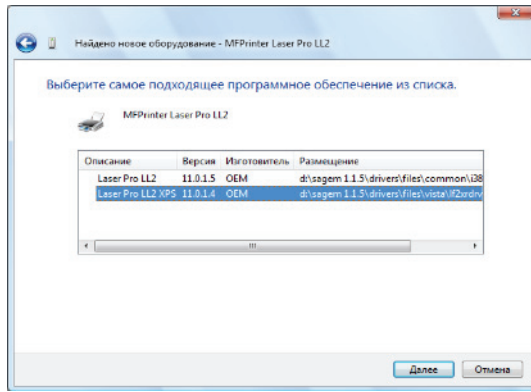 Найдено новое оборудование - MFPrinter Laser Pro LL2
Выберите самое подходящее программное обеспечение из списка.
MFPrinter Laser Pro LL2
Описание Версия Изготовитель Размещение
Laser Pro LL2 11.0.1.5 OEM d:\sagem 1.1.5\drivers\files\common\i38
Laser Pro LL2 XPS 11.0.1.4 OEM d:\sagem 1.1.5\drivers\files\vista\lf2xrdrv
Далее Отмена